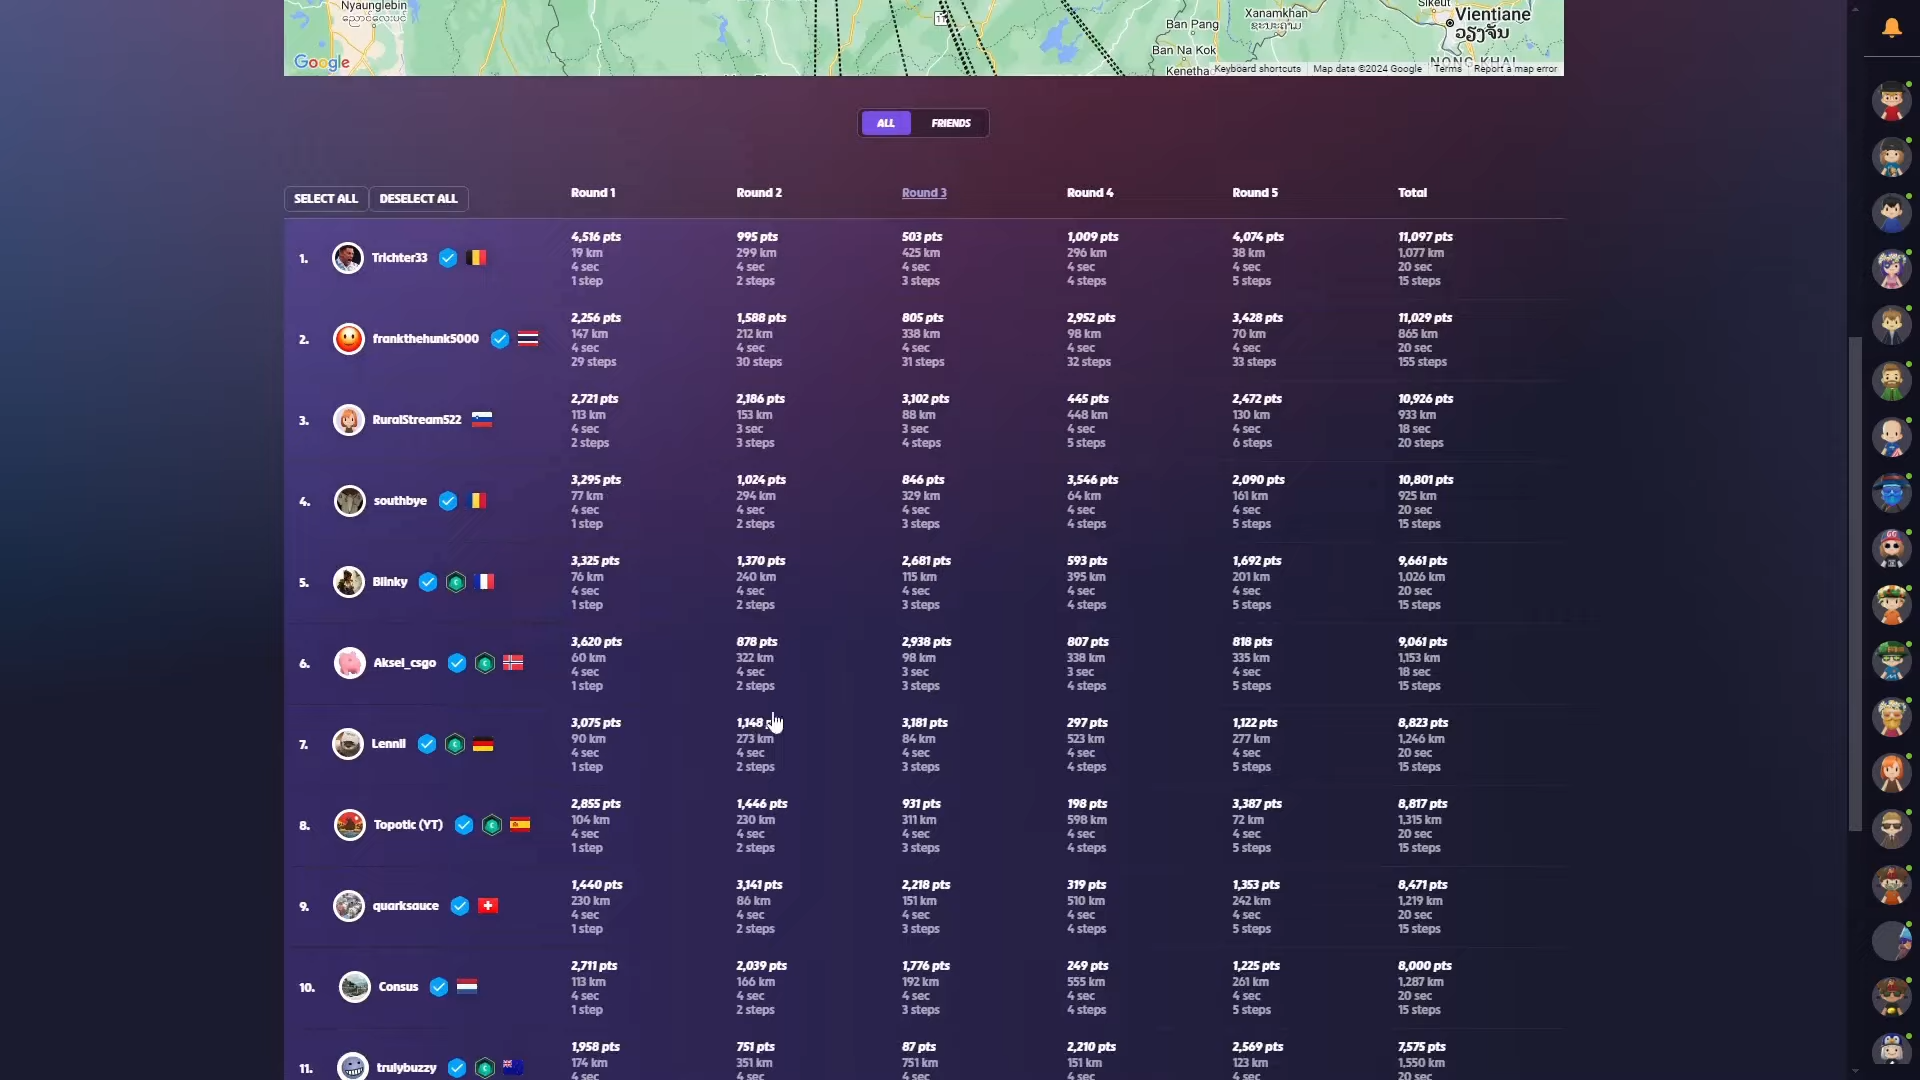 Nyaunglebin
ညောင်လေးပင်
11
Ban Pang
Xanamkhan
Sikeut
Vientiane
ວຽງຈັນ
Ban Na Kok
NONG KHAI
Kenetha
Google
Keyboard shortcuts Map data ©2024 Google Terms Report a map error
ALL FRIENDS
SELECT ALL DESELECT ALL Round 1 Round 2 Round 3 Round 4 Round 5 Total
4,516 pts 995 pts 503 pts 1,009 pts 4,074 pts 11,097 pts
1. Trichter33 19 km 299 km 425 km 296 km 38 km 1,077 km
4 sec 4 sec 4 sec 4 sec 4 sec 20 sec
1 step 2 steps 3 steps 4 steps 5 steps 15 steps
2,256 pts 1,588 pts 805 pts 2,952 pts 3,428 pts 11,029 pts
2. frankthehunk5000 147 km 212 km 338 km 98 km 70 km 865 km
4 sec 4 sec 4 sec 4 sec 4 sec 20 sec
29 steps 30 steps 31 steps 32 steps 33 steps 155 steps
2,721 pts 2,186 pts 3,102 pts 445 pts 2,472 pts 10,926 pts
3. RuralStream522 113 km 153 km 88 km 448 km 130 km 933 km
4 sec 3 sec 3 sec 4 sec 4 sec 18 sec
2 steps 3 steps 4 steps 5 steps 6 steps 20 steps
3,295 pts 1,024 pts 846 pts 3,546 pts 2,090 pts 10,801 pts
4. southbye 77 km 294 km 329 km 64 km 161 km 925 km
4 sec 4 sec 4 sec 4 sec 4 sec 20 sec
1 step 2 steps 3 steps 4 steps 5 steps 15 steps
3,325 pts 1,370 pts 2,681 pts 593 pts 1,692 pts 9,661 pts
5. Blinky 76 km 240 km 115 km 395 km 201 km 1,026 km
4 sec 4 sec 4 sec 4 sec 4 sec 20 sec
1 step 2 steps 3 steps 4 steps 5 steps 15 steps
3,620 pts 878 pts 2,938 pts 807 pts 818 pts 9,061 pts
6. Aksel_csgo 60 km 322 km 98 km 338 km 335 km 1,153 km
4 sec 4 sec 3 sec 3 sec 4 sec 18 sec
1 step 2 steps 3 steps 4 steps 5 steps 15 steps
3,075 pts 1,148 3,181 pts 297 pts 1,122 pts 8,823 pts
7. Lennil 90 km 273 km 84 km 523 km 277 km 1,246 km
4 sec 4 sec 4 sec 4 sec 4 sec 20 sec
1 step 2 steps 3 steps 4 steps 5 steps 15 steps
2,855 pts 1,446 pts 931 pts 198 pts 3,387 pts 8,817 pts
8. Topotic (YT) 104 km 230 km 311 km 598 km 72 km 1,315 km
4 sec 4 sec 4 sec 4 sec 4 sec 20 sec
1 step 2 steps 3 steps 4 steps 5 steps 15 steps
1,440 pts 3,141 pts 2,218 pts 319 pts 1,353 pts 8,471 pts
9. quarksauce 230 km 86 km 151 km 510 km 242 km 1,219 km
4 sec 4 sec 4 sec 4 sec 4 sec 20 sec
1 step 2 steps 3 steps 4 steps 5 steps 15 steps
2,711 pts 2,039 pts 1,776 pts 249 pts 1,225 pts 8,000 pts
10. Consus 113 km 166 km 192 km 555 km 261 km 1,287 km
4 sec 4 sec 4 sec 4 sec 4 sec 20 sec
1 step 2 steps 3 steps 4 steps 5 steps 15 steps
1,958 pts 751 pts 87 pts 2,210 pts 2,569 pts 7,575 pts
11. trulybuzzy 174 km 351 km 751 km 151 km 123 km 1,550 km
4 sec 4 sec 4 sec 4 sec 4 sec 20 sec